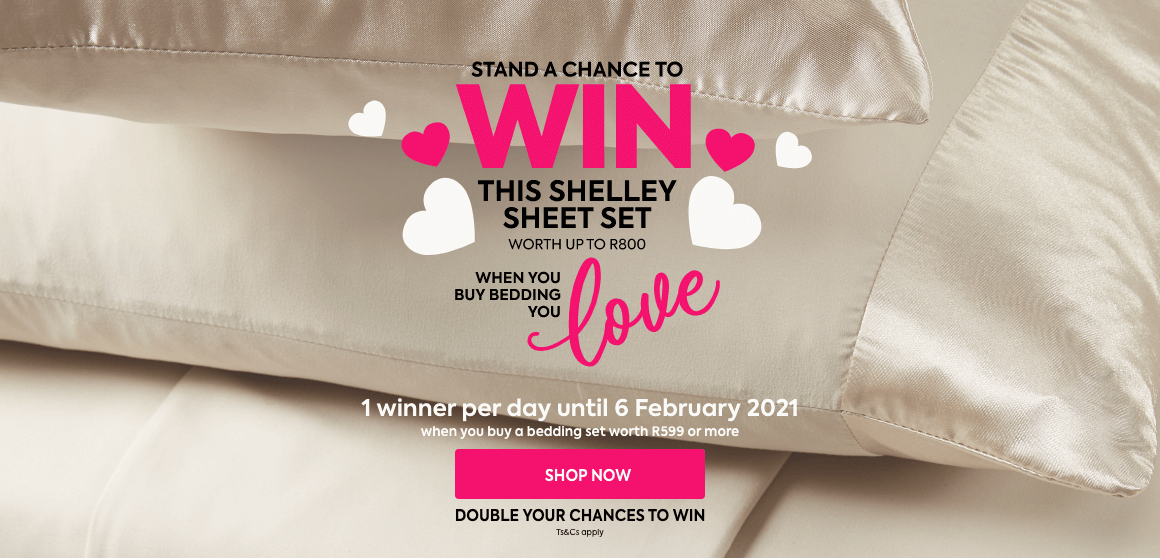 STAND A CHANCE TO
WIN
THIS SHELLEY
SHEET SET
WORTH UP TO R800
WHEN YOU
BUY BEDDING
YOU
love
1 winner per day until 6 February 2021
when you buy a bedding set worth R599 or more
SHOP NOW
DOUBLE YOUR CHANCES TO WIN
Ts&Cs apply